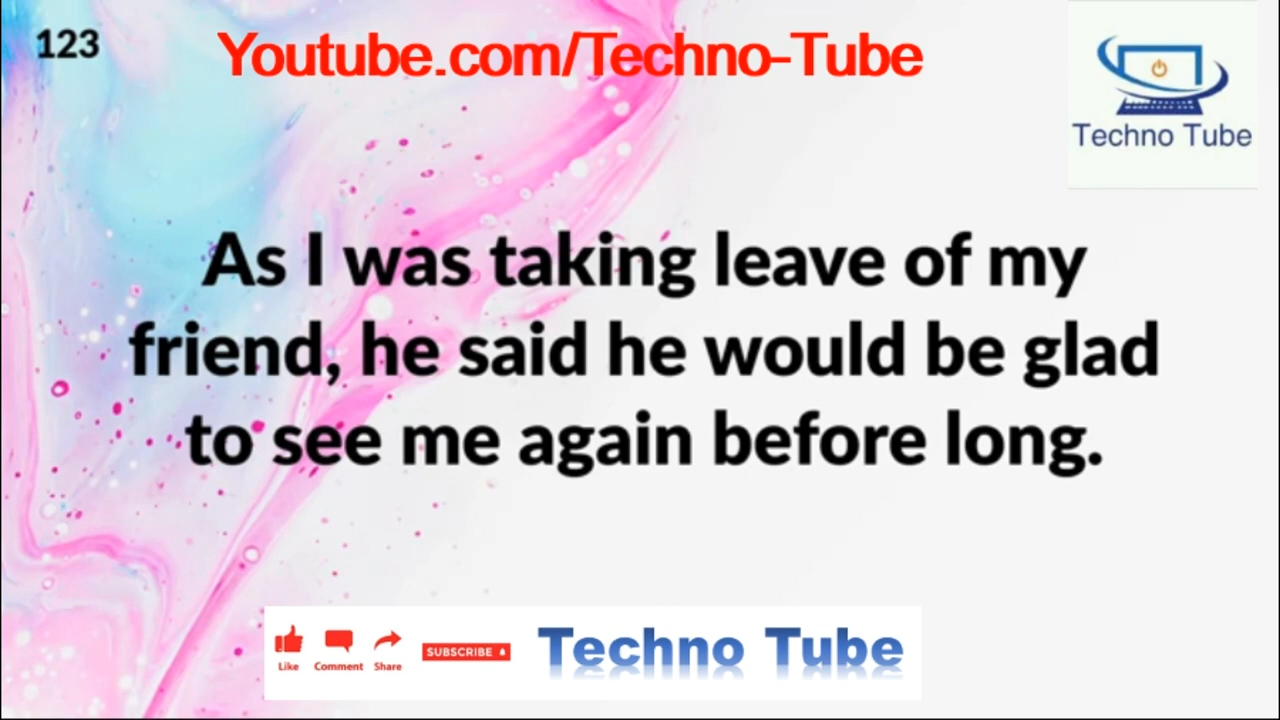 123
Youtube.com/Techno-Tube
Techno Tube
As I was taking leave of my
friend, he said he would be glad
to see me again before long.
Like Comment Share
SUBSCRIBE
Techno Tube